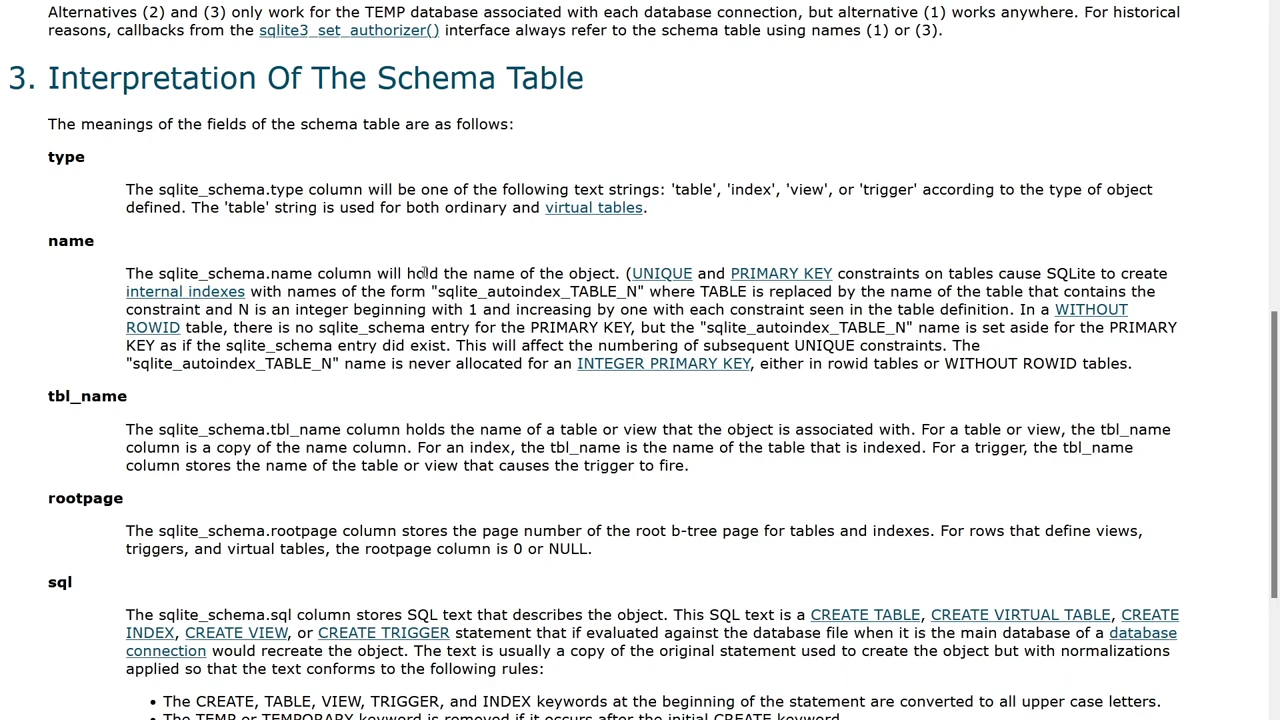 Alternatives (2) and (3) only work for the TEMP database associated with each database connection, but alternative (1) works anywhere. For historical
reasons, callbacks from the sqlite3_set_authorizer() interface always refer to the schema table using names (1) or (3).
3. Interpretation Of The Schema Table
The meanings of the fields of the schema table are as follows:
type
The sqlite_schema.type column will be one of the following text strings: 'table', 'index', 'view', or 'trigger' according to the type of object
defined. The 'table' string is used for both ordinary and virtual tables.
name
The sqlite_schema.name column will hold the name of the object. (UNIQUE and PRIMARY KEY constraints on tables cause SQLite to create
internal indexes with names of the form "sqlite_autoindex_TABLE_N" where TABLE is replaced by the name of the table that contains the
constraint and N is an integer beginning with 1 and increasing by one with each constraint seen in the table definition. In a WITHOUT
ROWID table, there is no sqlite_schema entry for the PRIMARY KEY, but the "sqlite_autoindex_TABLE_N" name is set aside for the PRIMARY
KEY as if the sqlite_schema entry did exist. This will affect the numbering of subsequent UNIQUE constraints. The
"sqlite_autoindex_TABLE_N" name is never allocated for an INTEGER PRIMARY KEY, either in rowid tables or WITHOUT ROWID tables.
tbl_name
The sqlite_schema.tbl_name column holds the name of a table or view that the object is associated with. For a table or view, the tbl_name
column is a copy of the name column. For an index, the tbl_name is the name of the table that is indexed. For a trigger, the tbl_name
column stores the name of the table or view that causes the trigger to fire.
rootpage
The sqlite_schema.rootpage column stores the page number of the root b-tree page for tables and indexes. For rows that define views,
triggers, and virtual tables, the rootpage column is 0 or NULL.
sql
The sqlite_schema.sql column stores SQL text that describes the object. This SQL text is a CREATE TABLE, CREATE VIRTUAL TABLE, CREATE
INDEX, CREATE VIEW, or CREATE TRIGGER statement that if evaluated against the database file when it is the main database of a database
connection would recreate the object. The text is usually a copy of the original statement used to create the object but with normalizations
applied so that the text conforms to the following rules:
• The CREATE, TABLE, VIEW, TRIGGER, and INDEX keywords at the beginning of the statement are converted to all upper case letters.
• The TEMP or TEMPORARY keyword is removed if it occurs after the initial CREATE keyword.